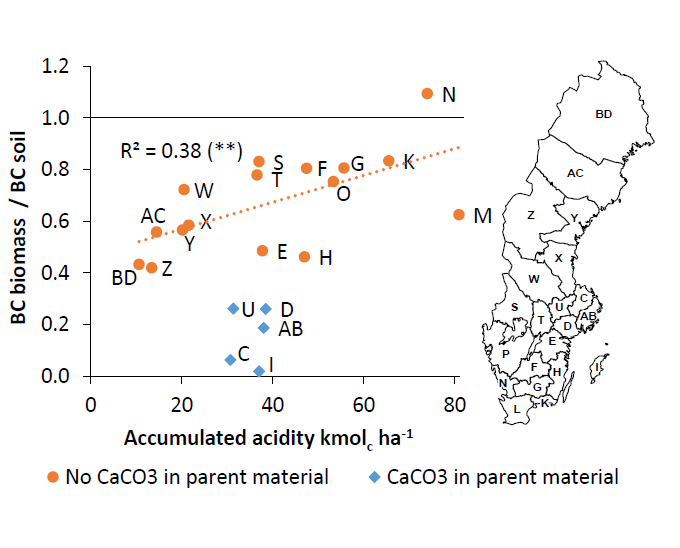 1.2
1.0
0.8
0.6
0.4
0.2
0.0
BC biomass / BC soil
R² = 0.38 (**)
N
S
F
G
K
T
O
W
M
AC
X
Y
E
H
BD
Z
U
D
AB
C
I
0 20 40 60 80
Accumulated acidity kmolc ha-1
No CaCO3 in parent material
CaCO3 in parent material
BD
AC
Z
Y
X
W
S
T
U
C
AB
D
E
P
F
H
I
N
G
K
L